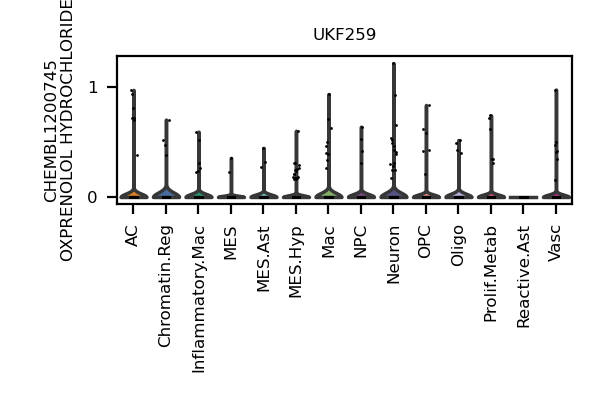 UKF259
CHEMBL1200745
OXPRENOLOL HYDROCHLORIDE
1
0
AC
Chromatin.Reg
Inflammatory.Mac
MES
MES.Ast
MES.Hyp
Mac
NPC
Neuron
OPC
Oligo
Prolif.Metab
Reactive.Ast
Vasc